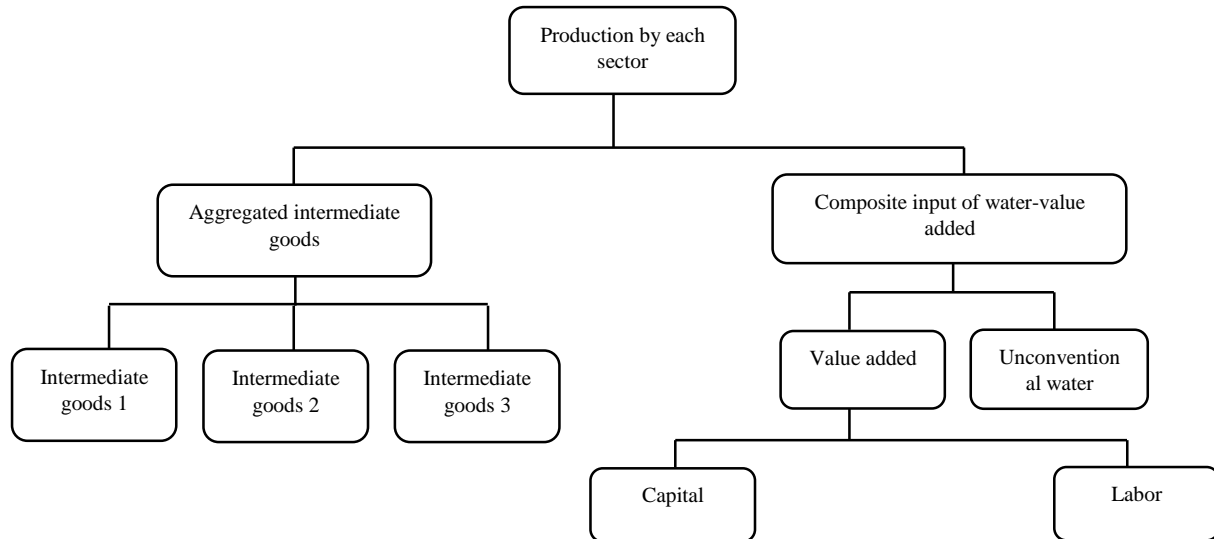 Production by each
sector
Aggregated intermediate
goods
Composite input of water-value
added
Intermediate
goods 1
Intermediate
goods 2
Intermediate
goods 3
Value added
Unconvention
al water
Capital
Labor